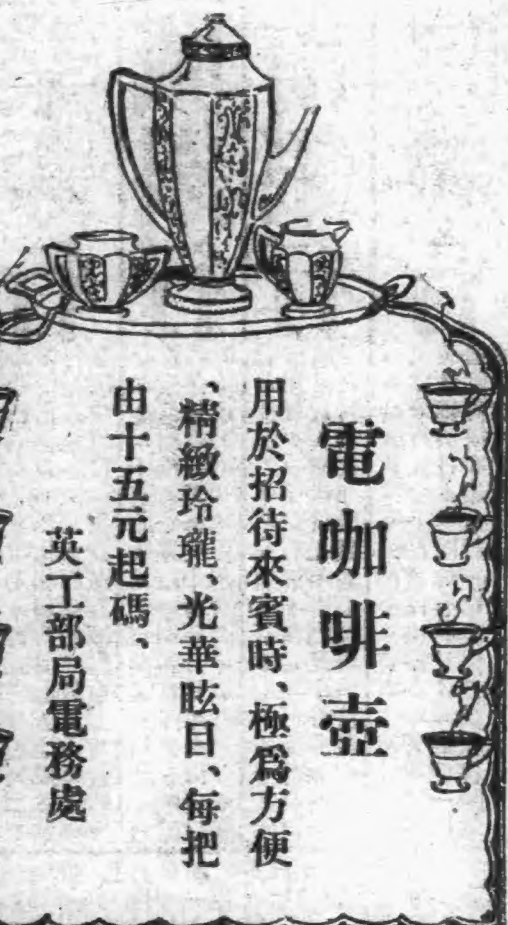 電咖啡壺
用於招待來賓時、極爲方便
、精緻玲瓏、光華眩目、每把
由十五元起碼、
英工部局電務處